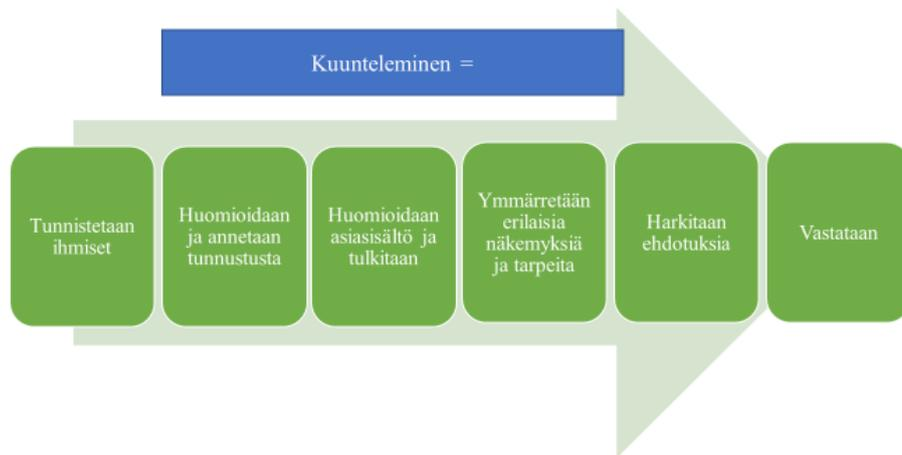 Kuunteleminen =
Tunnistetaan
ihmiset
Huomioidaan
ja annetaan
tunnustusta
Huomioidaan
asiasisältö ja
tulkitaan
Ymmärretään
erilaisia
näkemyksiä
ja tarpeita
Harkitaan
ehdotuksia
Vastataan